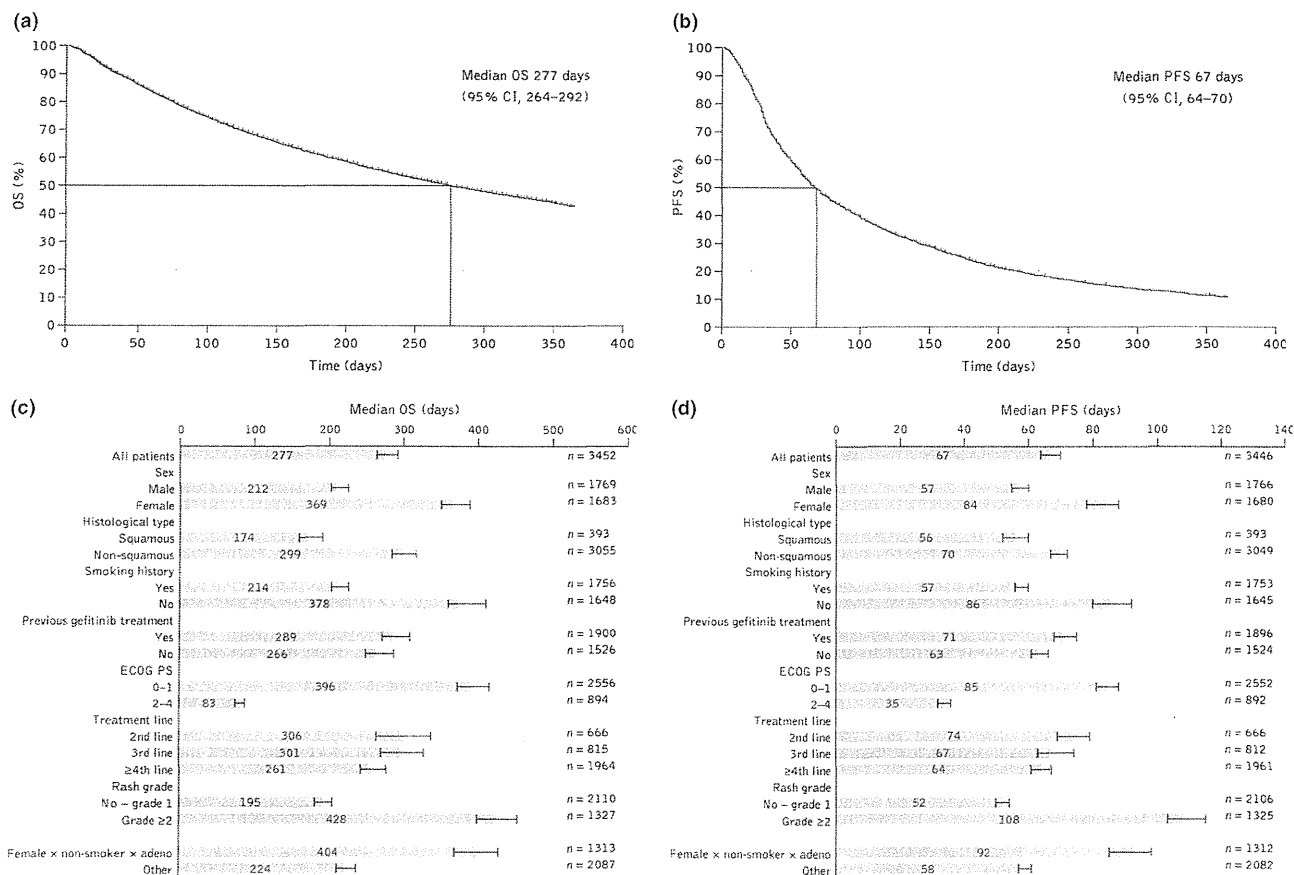 (a)
100
90
80
70
60
50
40
30
20
10
0
OS (%)
Median OS 277 days
(95% CI, 264–292)
0 50 100 150 200 250 300 350 400
Time (days)
(b)
100
90
80
70
60
50
40
30
20
10
0
PFS (%)
Median PFS 67 days
(95% CI, 64–70)
0 50 100 150 200 250 300 350 400
Time (days)
(c)
Median OS (days)
0 100 200 300 400 500 600
All patients 277 n = 3452
Sex
Male 212 n = 1769
Female 369 n = 1683
Histological type
Squamous 174 n = 393
Non-squamous 299 n = 3055
Smoking history
Yes 214 n = 1756
No 378 n = 1648
Previous gefitinib treatment
Yes 289 n = 1900
No 266 n = 1526
ECOG PS
0–1 396 n = 2556
2–4 83 n = 894
Treatment line
2nd line 306 n = 666
3rd line 301 n = 815
≥4th line 261 n = 1964
Rash grade
No – grade 1 195 n = 2110
Grade ≥2 428 n = 1327
Female × non-smoker × adeno 404 n = 1313
Other 224 n = 2087
(d)
Median PFS (days)
0 20 40 60 80 100 120 140
All patients 67 n = 3446
Sex
Male 57 n = 1766
Female 84 n = 1680
Histological type
Squamous 56 n = 393
Non-squamous 70 n = 3049
Smoking history
Yes 57 n = 1753
No 86 n = 1645
Previous gefitinib treatment
Yes 71 n = 1896
No 63 n = 1524
ECOG PS
0–1 85 n = 2552
2–4 35 n = 892
Treatment line
2nd line 74 n = 666
3rd line 67 n = 812
≥4th line 64 n = 1961
Rash grade
No – grade 1 52 n = 2106
Grade ≥2 108 n = 1325
Female × non-smoker × adeno 92 n = 1312
Other 58 n = 2082